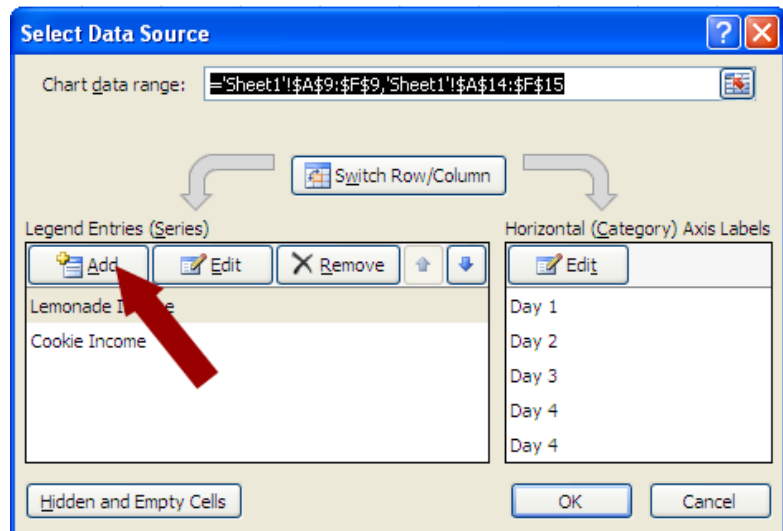 Select Data Source
Chart data range: ='Sheet1'!$A$9:$F$9,'Sheet1'!$A$14:$F$15
Switch Row/Column
Legend Entries (Series)
Horizontal (Category) Axis Labels
Add Edit Remove
Edit
Lemonade I e
Cookie Income
Day 1
Day 2
Day 3
Day 4
Day 4
Hidden and Empty Cells
OK Cancel